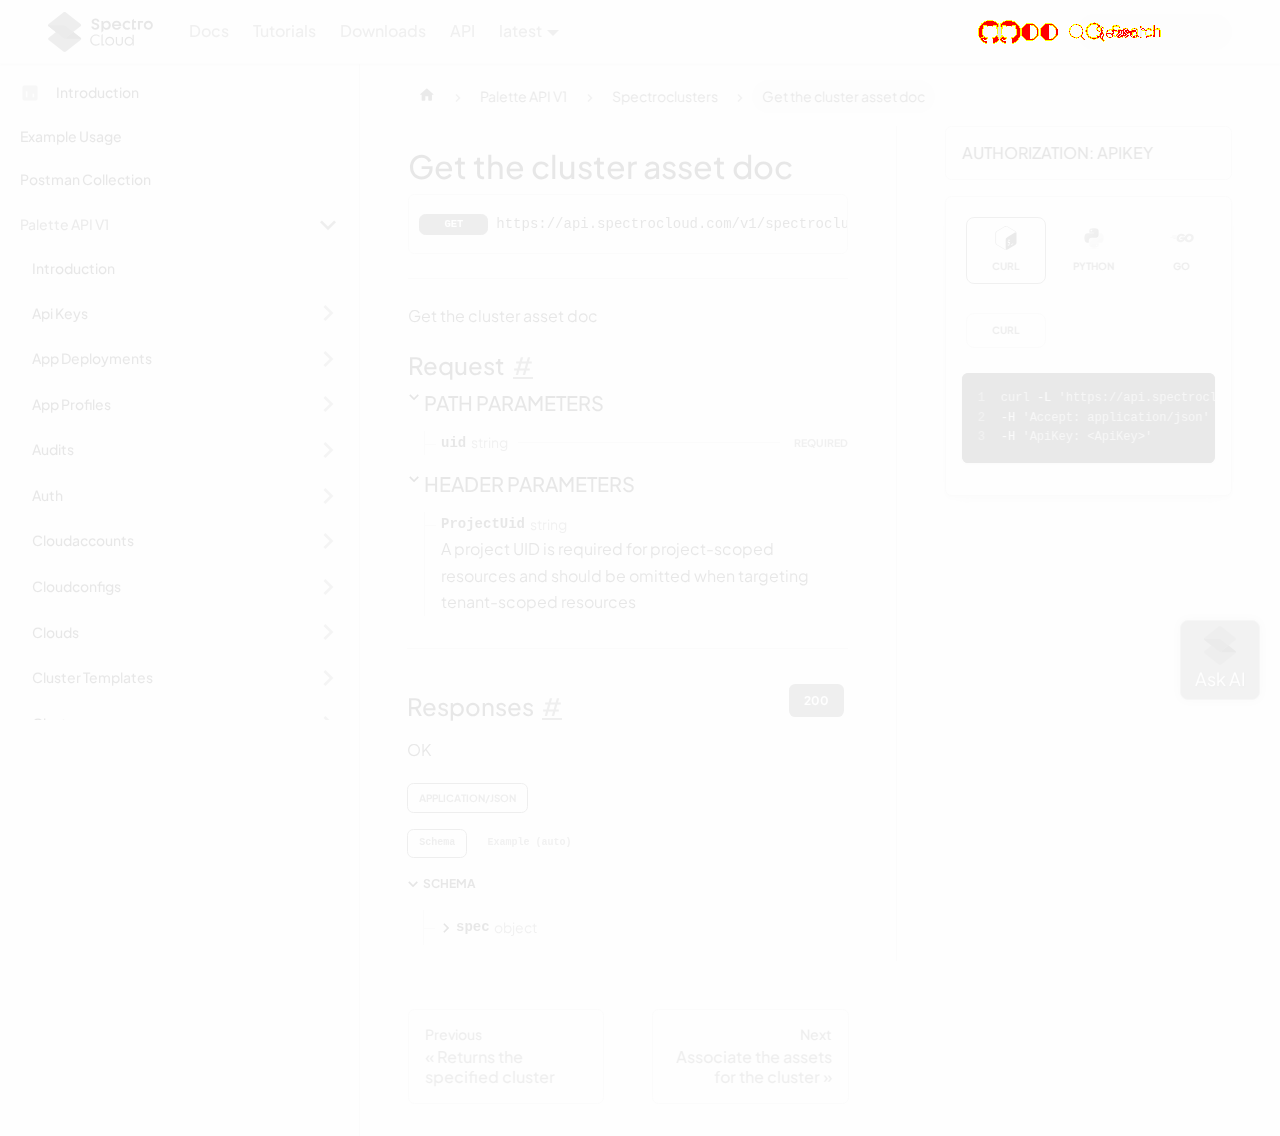 Spectro Cloud
Docs
Tutorials
Downloads
API
latest
Search
Introduction
Example Usage
Postman Collection
Palette API V1
Introduction
Api Keys
App Deployments
App Profiles
Audits
Auth
Cloudaccounts
Cloudconfigs
Clouds
Cluster Templates
Palette API V1
Spectroclusters
Get the cluster asset doc
Get the cluster asset doc
GET https://api.spectrocloud.com/v1/spectroclu
Get the cluster asset doc
Request #
PATH PARAMETERS
uid string REQUIRED
HEADER PARAMETERS
ProjectUid string
A project UID is required for project-scoped
resources and should be omitted when targeting
tenant-scoped resources
Responses #
200
OK
APPLICATION/JSON
Schema Example (auto)
SCHEMA
spec object
Previous
« Returns the
specified cluster
Next
Associate the assets
for the cluster »
AUTHORIZATION: APIKEY
CURL
PYTHON
GO
CURL
1 curl -L 'https://api.spectrocl
2 -H 'Accept: application/json'
3 -H 'ApiKey: <ApiKey>'
Ask AI